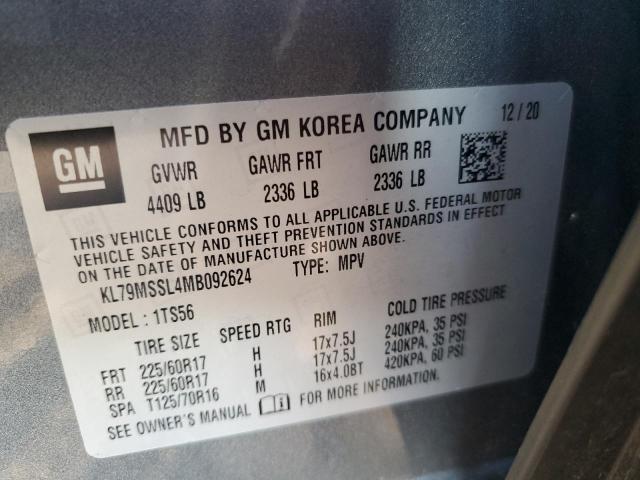 MFD BY GM KOREA COMPANY 12/20
GM
GVWR GAWR FRT GAWR RR
4409 LB 2336 LB 2336 LB
THIS VEHICLE CONFORMS TO ALL APPLICABLE U.S. FEDERAL MOTOR
VEHICLE SAFETY AND THEFT PREVENTION STANDARDS IN EFFECT
ON THE DATE OF MANUFACTURE SHOWN ABOVE.
KL79MSSL4MB092624 TYPE: MPV
MODEL: 1TS56
TIRE SIZE SPEED RTG RIM COLD TIRE PRESSURE
FRT 225/60R17 H 17x7.5J 240KPA, 35 PSI
RR 225/60R17 H 17x7.5J 240KPA, 35 PSI
SPA T125/70R16 M 16x4.0BT 420KPA, 60 PSI
SEE OWNER'S MANUAL i FOR MORE INFORMATION.